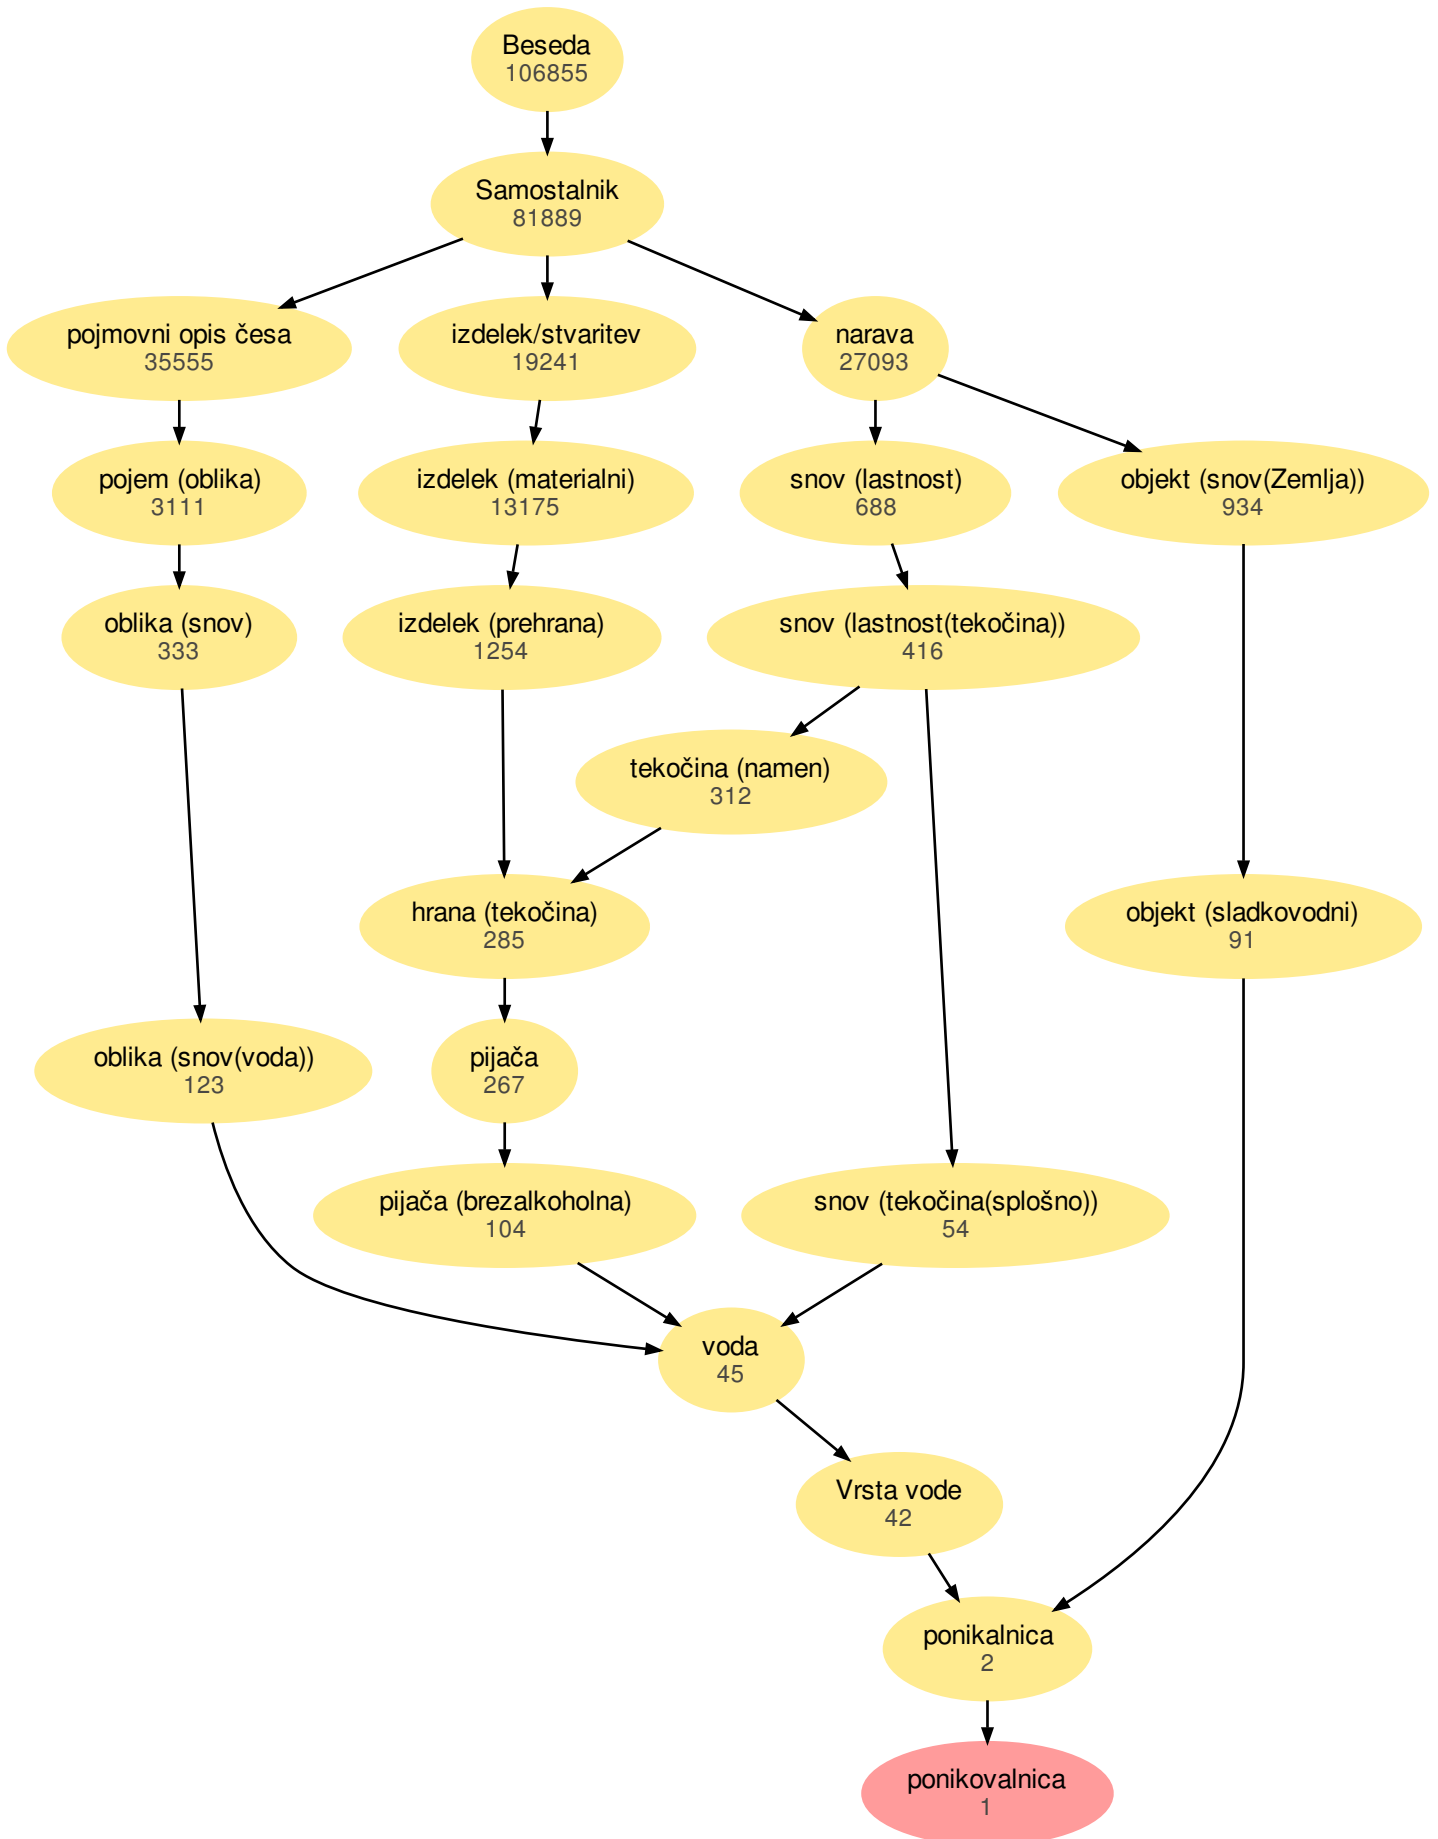 Beseda
106855
Samostalnik
81889
pojmovni opis česa
35555
izdelek/stvaritev
19241
narava
27093
pojem (oblika)
3111
izdelek (materialni)
13175
snov (lastnost)
688
objekt (snov(Zemlja))
934
oblika (snov)
333
izdelek (prehrana)
1254
snov (lastnost(tekočina))
416
tekočina (namen)
312
hrana (tekočina)
285
objekt (sladkovodni)
91
oblika (snov(voda))
123
pijača
267
pijača (brezalkoholna)
104
snov (tekočina(splošno))
54
voda
45
Vrsta vode
42
ponikalnica
2
ponikovalnica
1